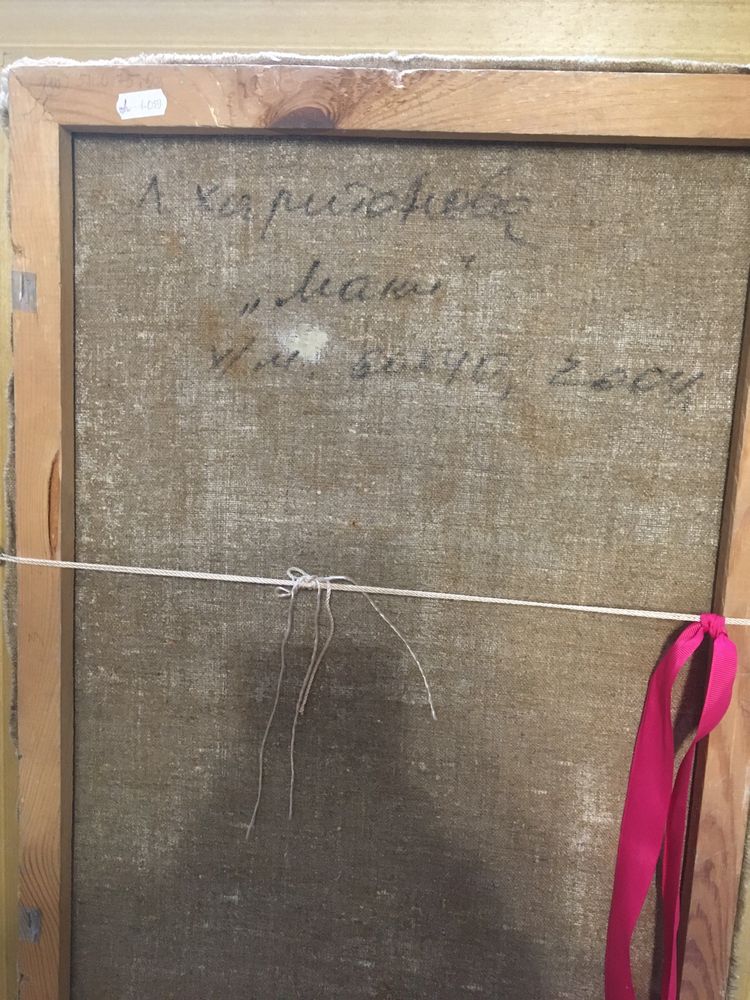 Л. Харитонова
„Маки"
х/м. 60х40, 2004